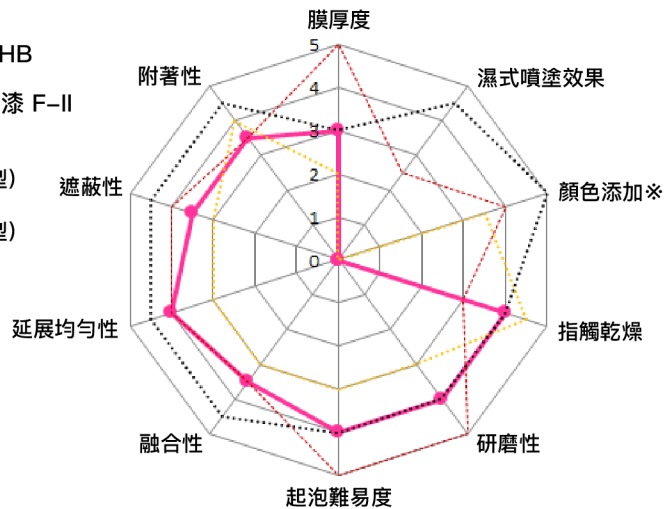 膜厚度
HB
附著性
濕式噴塗效果
漆 F-II
型)
遮蔽性
顏色添加※
型)
延展均勻性
指觸乾燥
融合性
研磨性
起泡難易度
5
4
3
2
1
0